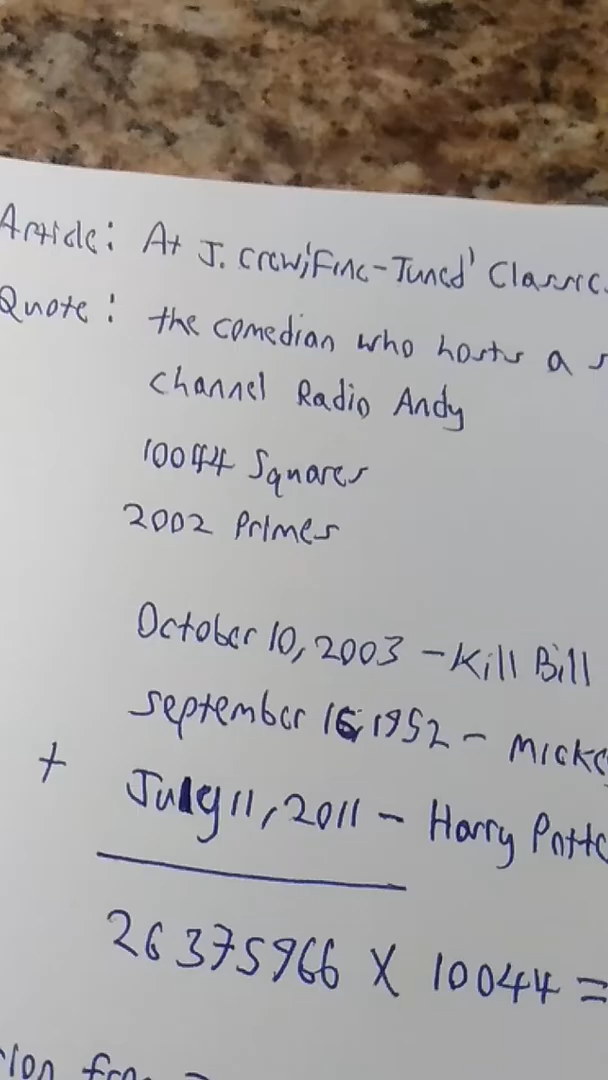 Article: At J. Crew, 'Fine-Tuned' Classic
Quote: the comedian who hosts a s
channel Radio Andy
10044 Squares
2002 Primes
October 10, 2003 - Kill Bill
September 16, 1952 - Micke
+ July 11, 2011 - Harry Potte
26375966 X 10044 =